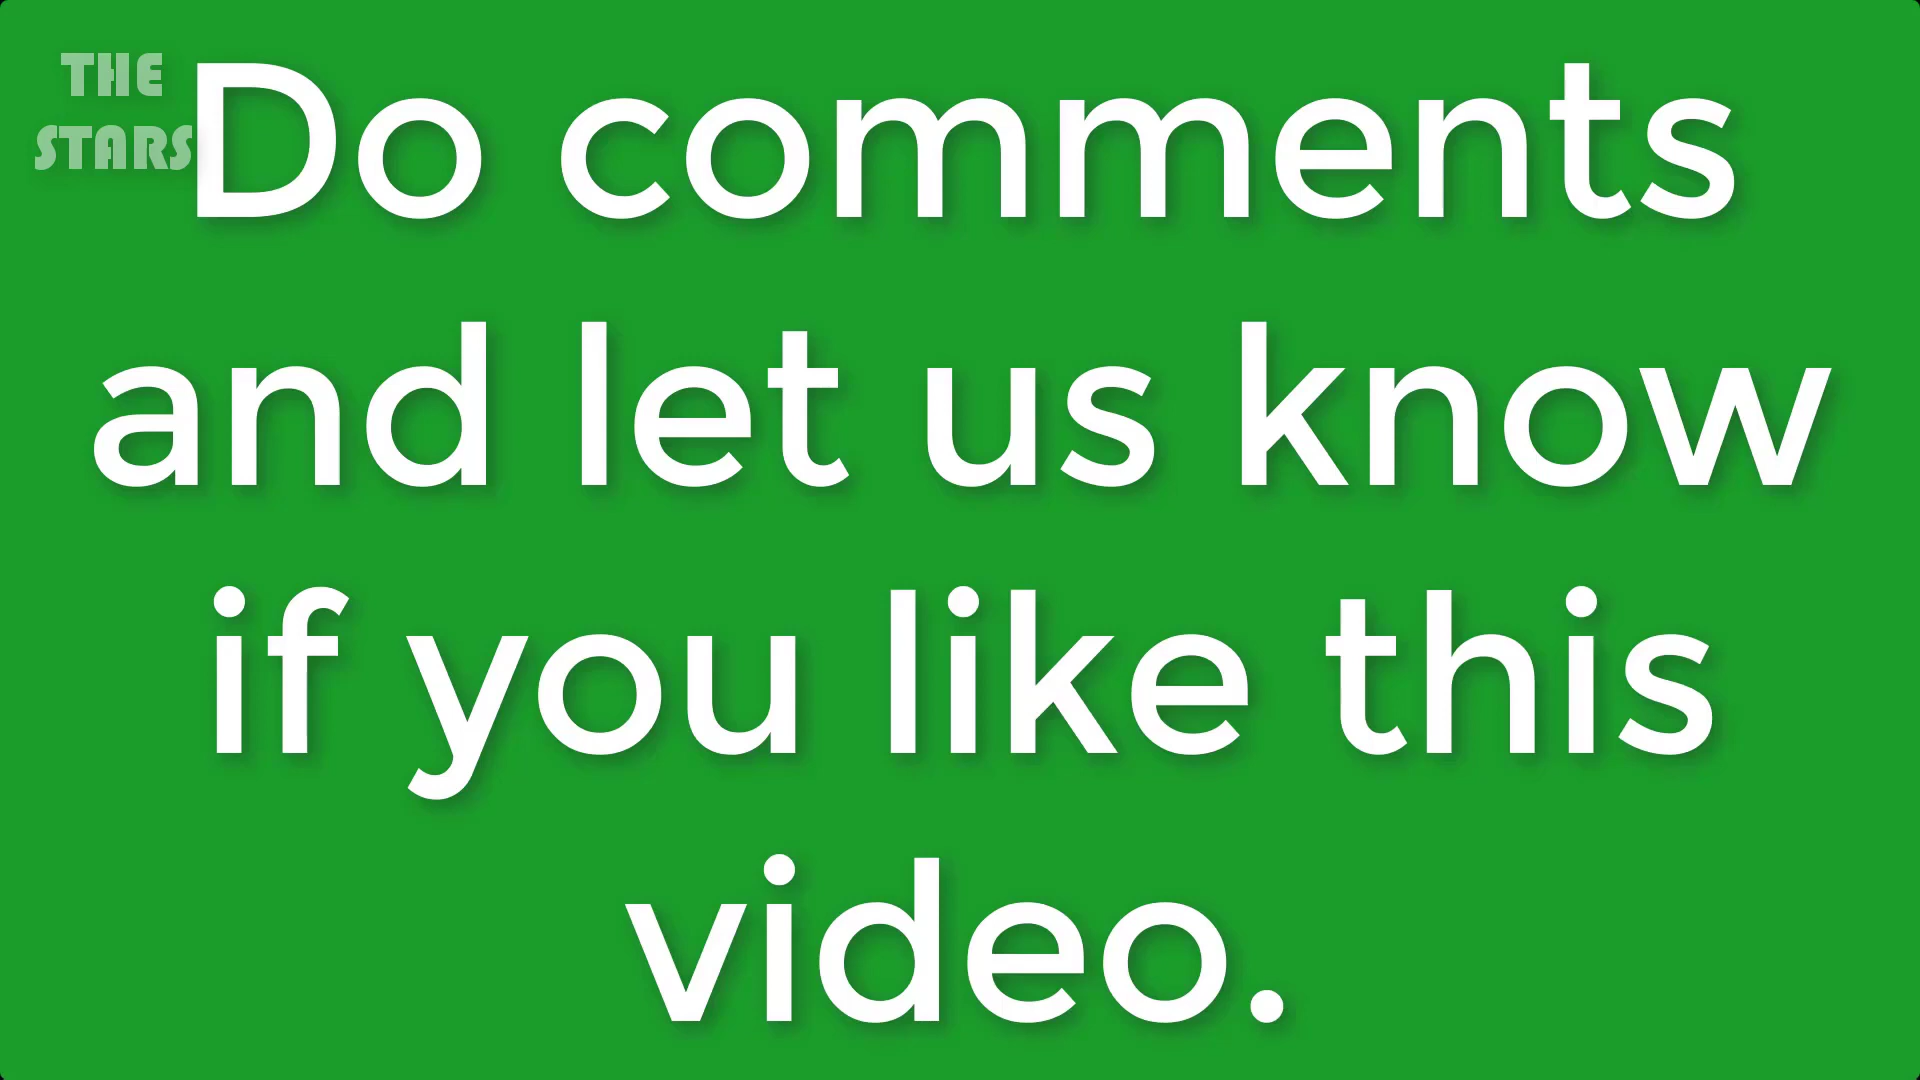 THE
STARS
Do comments
and let us know
if you like this
video.